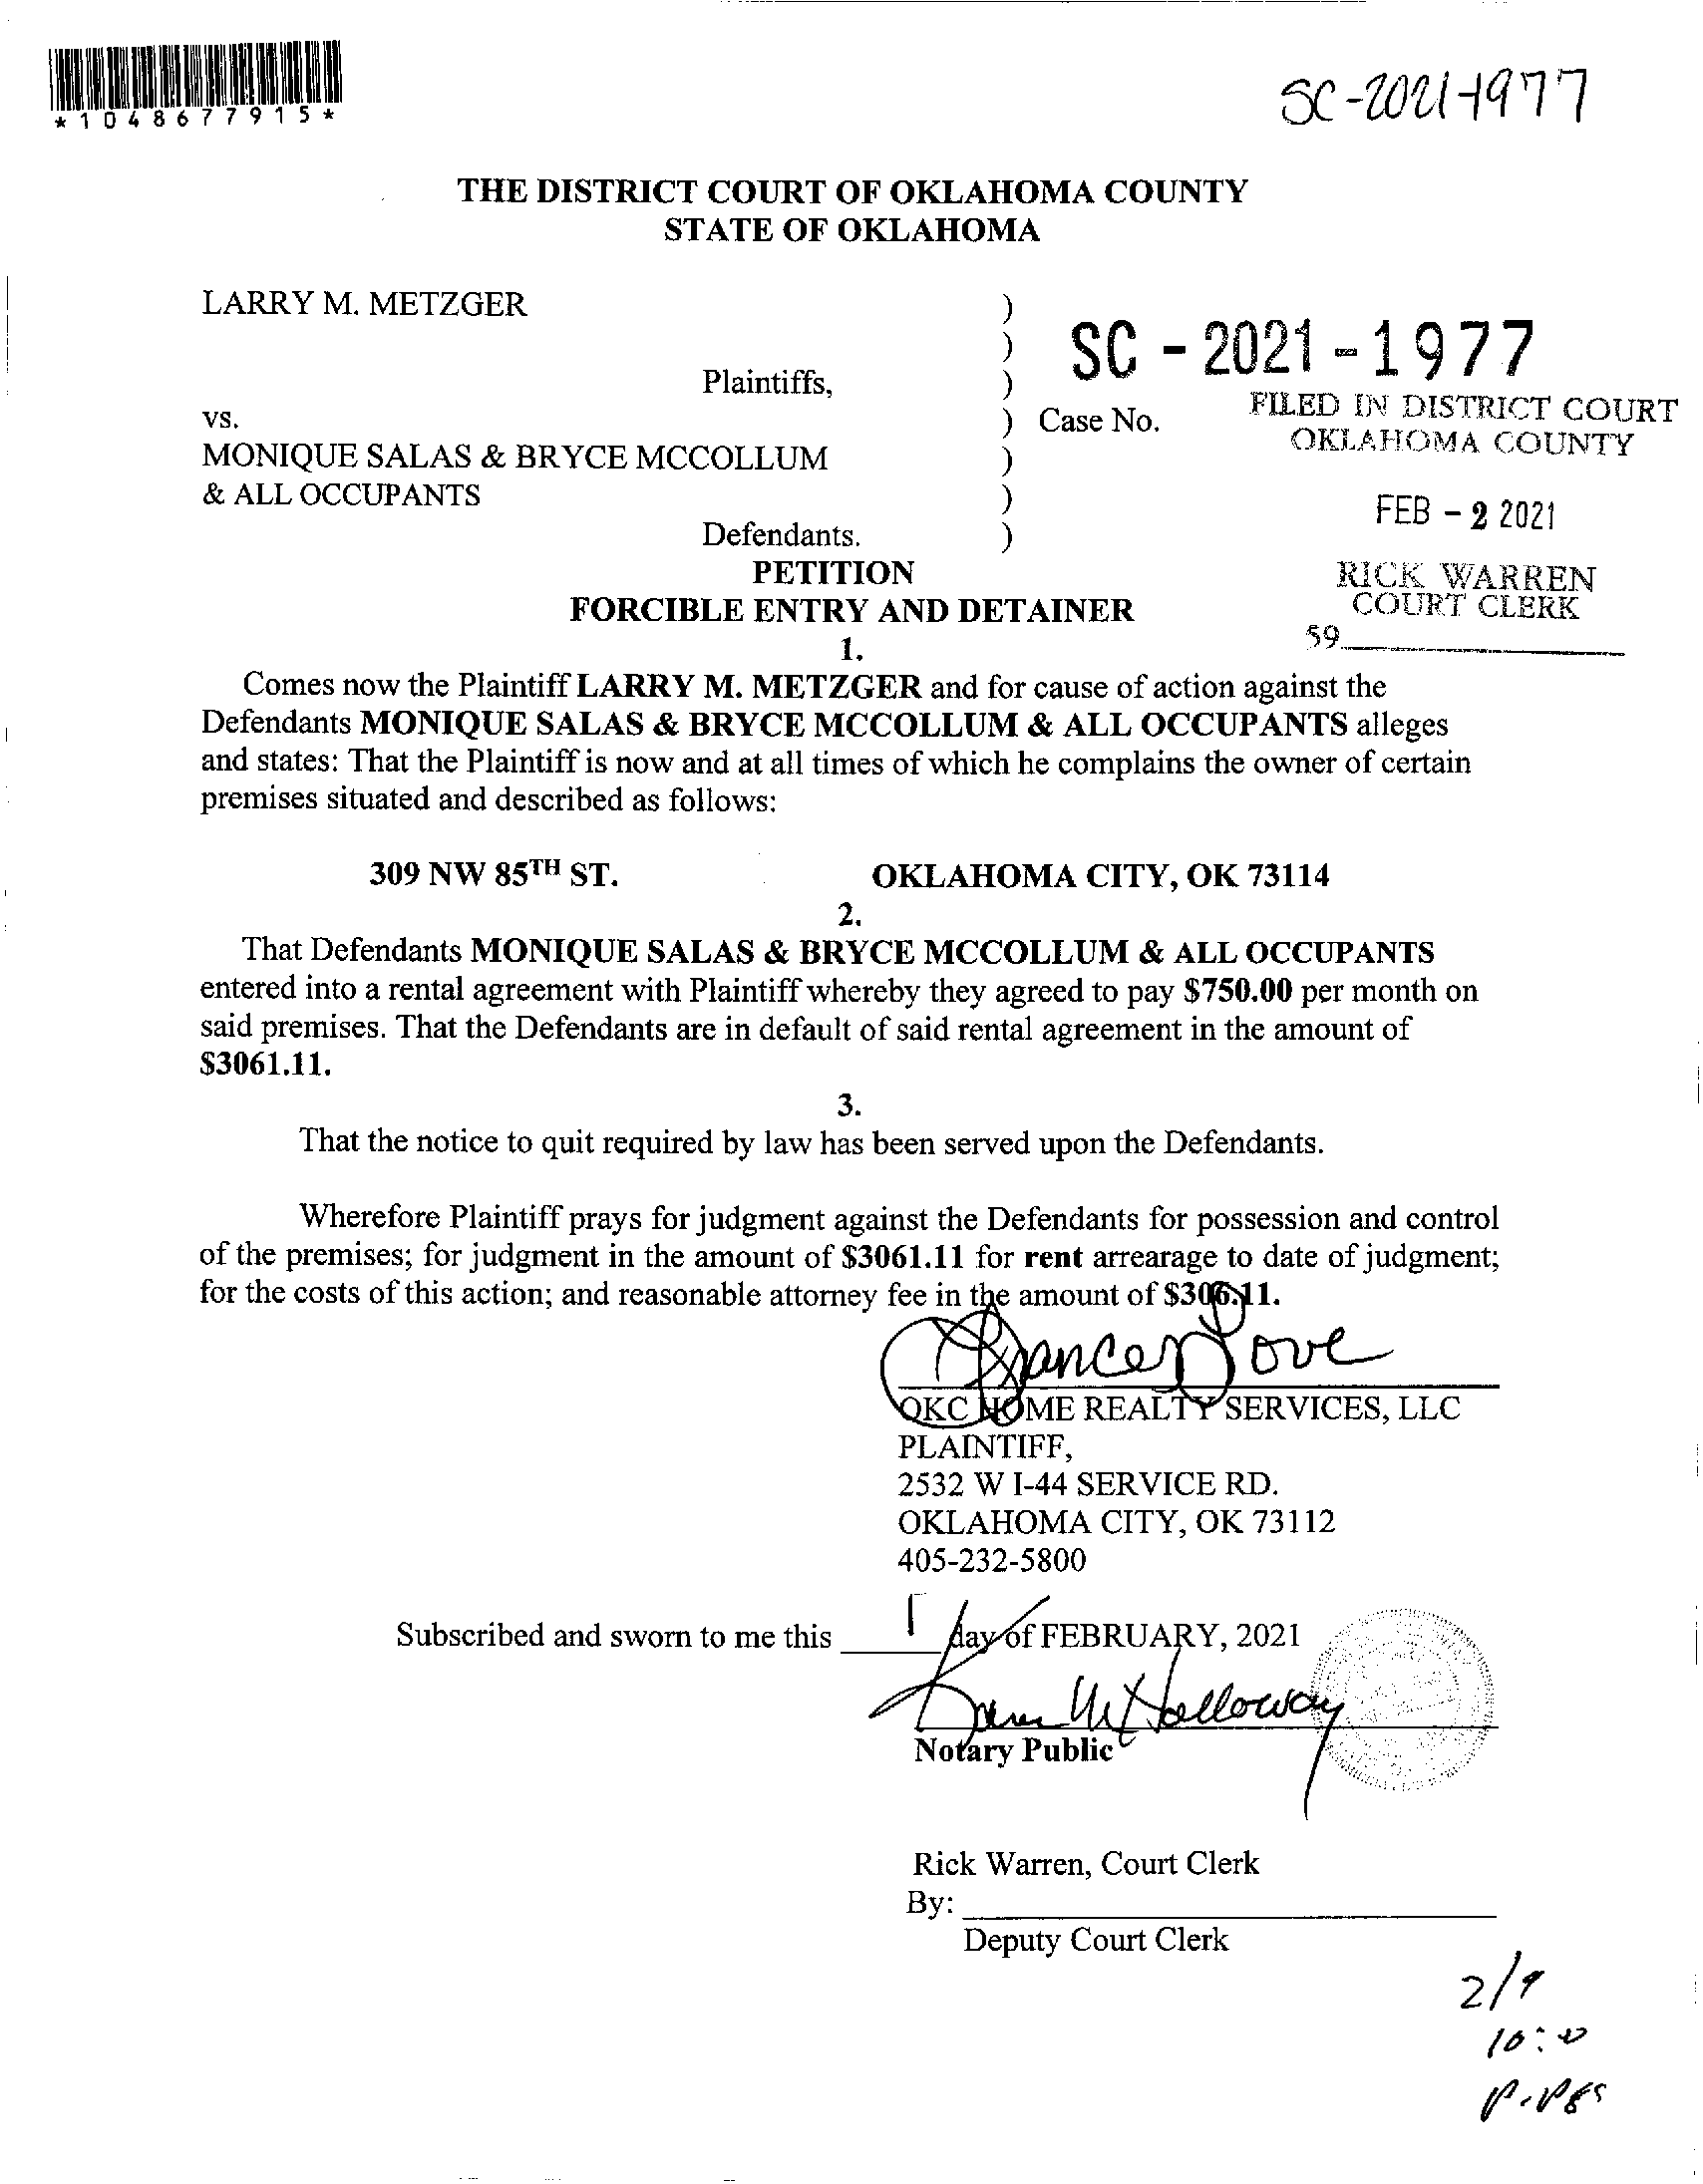 *1048677915*
SC-2021-1977
THE DISTRICT COURT OF OKLAHOMA COUNTY
STATE OF OKLAHOMA
LARRY M. METZGER )
)
SC - 2021 - 1977
Plaintiffs, )
FILED IN DISTRICT COURT
vs. ) Case No.
OKLAHOMA COUNTY
MONIQUE SALAS & BRYCE MCCOLLUM )
& ALL OCCUPANTS )
FEB - 2 2021
Defendants. )
PETITION
RICK WARREN
COURT CLERK
FORCIBLE ENTRY AND DETAINER
59
1.
Comes now the Plaintiff LARRY M. METZGER and for cause of action against the
Defendants MONIQUE SALAS & BRYCE MCCOLLUM & ALL OCCUPANTS alleges
and states: That the Plaintiff is now and at all times of which he complains the owner of certain
premises situated and described as follows:
309 NW 85TH ST. OKLAHOMA CITY, OK 73114
2.
That Defendants MONIQUE SALAS & BRYCE MCCOLLUM & ALL OCCUPANTS
entered into a rental agreement with Plaintiff whereby they agreed to pay $750.00 per month on
said premises. That the Defendants are in default of said rental agreement in the amount of
$3061.11.
3.
That the notice to quit required by law has been served upon the Defendants.
Wherefore Plaintiff prays for judgment against the Defendants for possession and control
of the premises; for judgment in the amount of $3061.11 for rent arrearage to date of judgment;
for the costs of this action; and reasonable attorney fee in the amount of $306.11.
OKC HOME REALTY SERVICES, LLC
PLAINTIFF,
2532 W I-44 SERVICE RD.
OKLAHOMA CITY, OK 73112
405-232-5800
Subscribed and sworn to me this 1 day of FEBRUARY, 2021
Notary Public
Rick Warren, Court Clerk
By:
Deputy Court Clerk
2/9